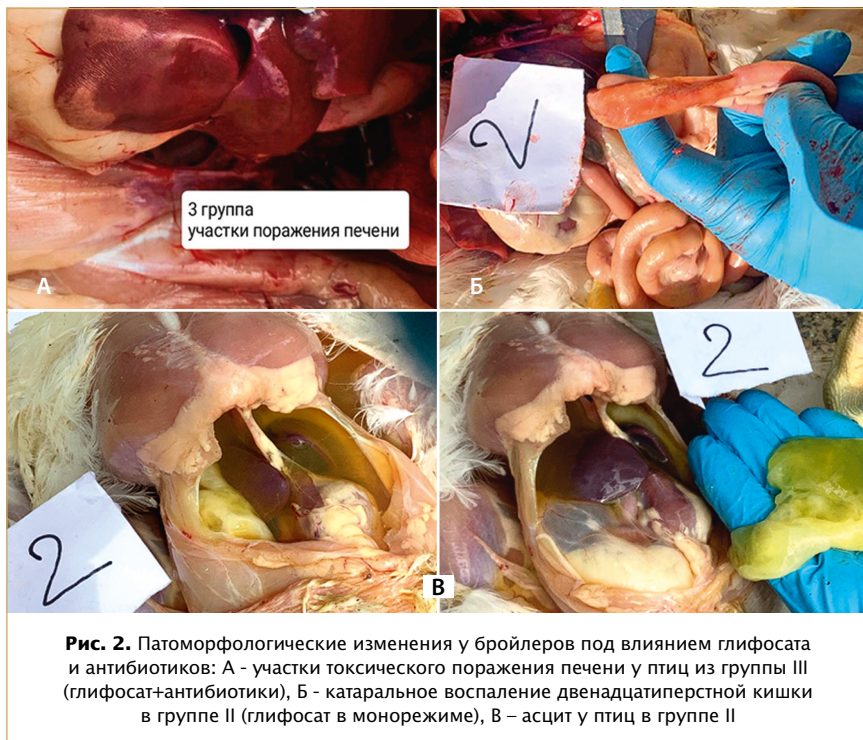 3 группа
участки поражения печени
А
2
Б
2
2
В
Рис. 2. Патоморфологические изменения у бройлеров под влиянием глифосата
и антибиотиков: А - участки токсического поражения печени у птиц из группы III
(глифосат+антибиотики), Б - катаральное воспаление двенадцатиперстной кишки
в группе II (глифосат в монорежиме), В – асцит у птиц в группе II